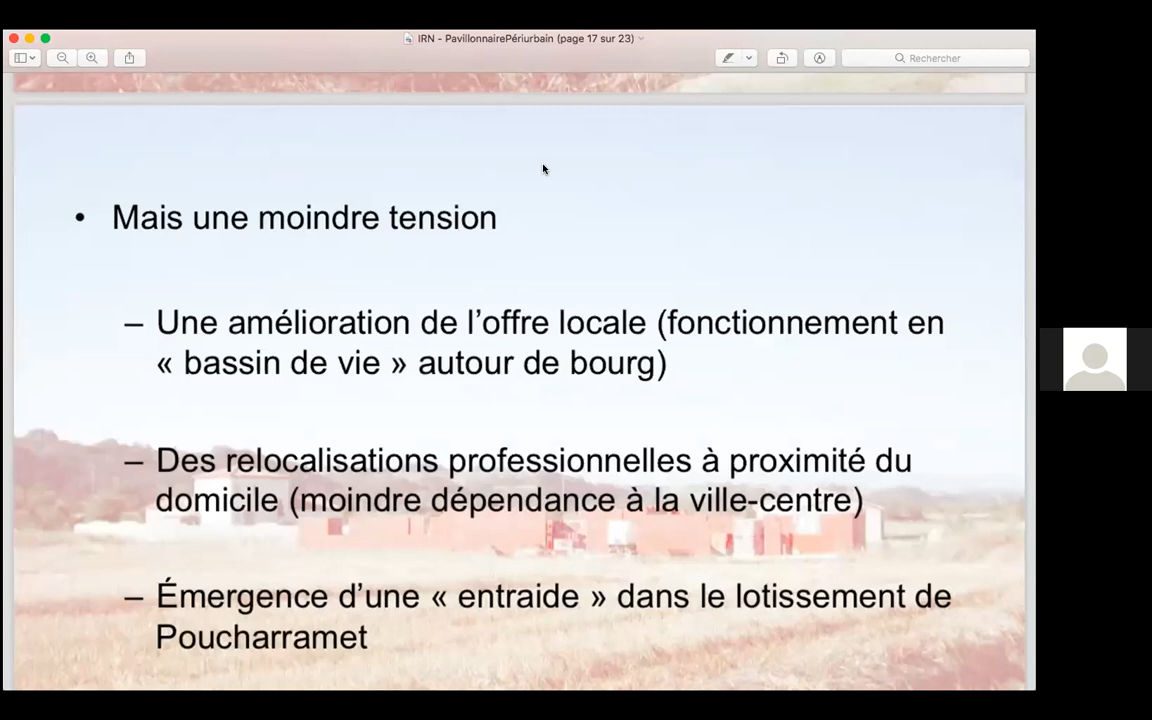 IRN - PavillonnairePériurbain (page 17 sur 23)
Rechercher
• Mais une moindre tension
– Une amélioration de l’offre locale (fonctionnement en
« bassin de vie » autour de bourg)
– Des relocalisations professionnelles à proximité du
domicile (moindre dépendance à la ville-centre)
– Émergence d’une « entraide » dans le lotissement de
Poucharramet